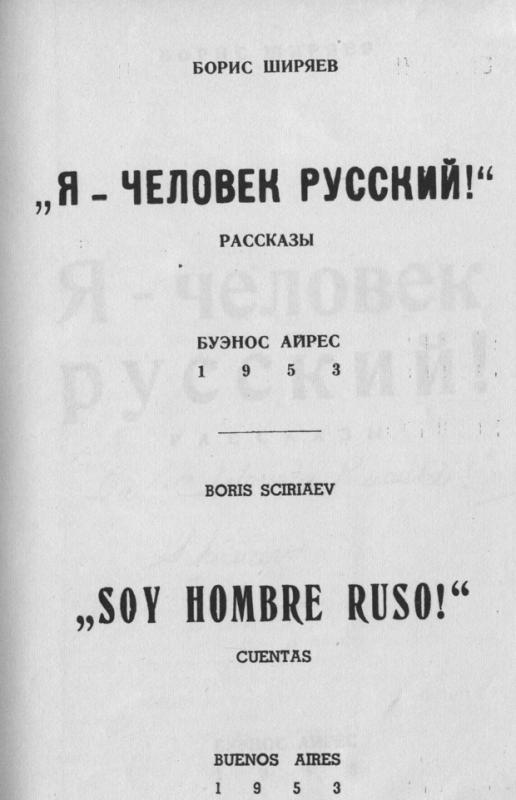 БОРИС ШИРЯЕВ
„Я - ЧЕЛОВЕК РУССКИЙ!“
РАССКАЗЫ
БУЭНОС АЙРЕС
1 9 5 3
BORIS SCIRIAEV
„SOY HOMBRE RUSO!“
CUENTAS
BUENOS AIRES
1 9 5 3